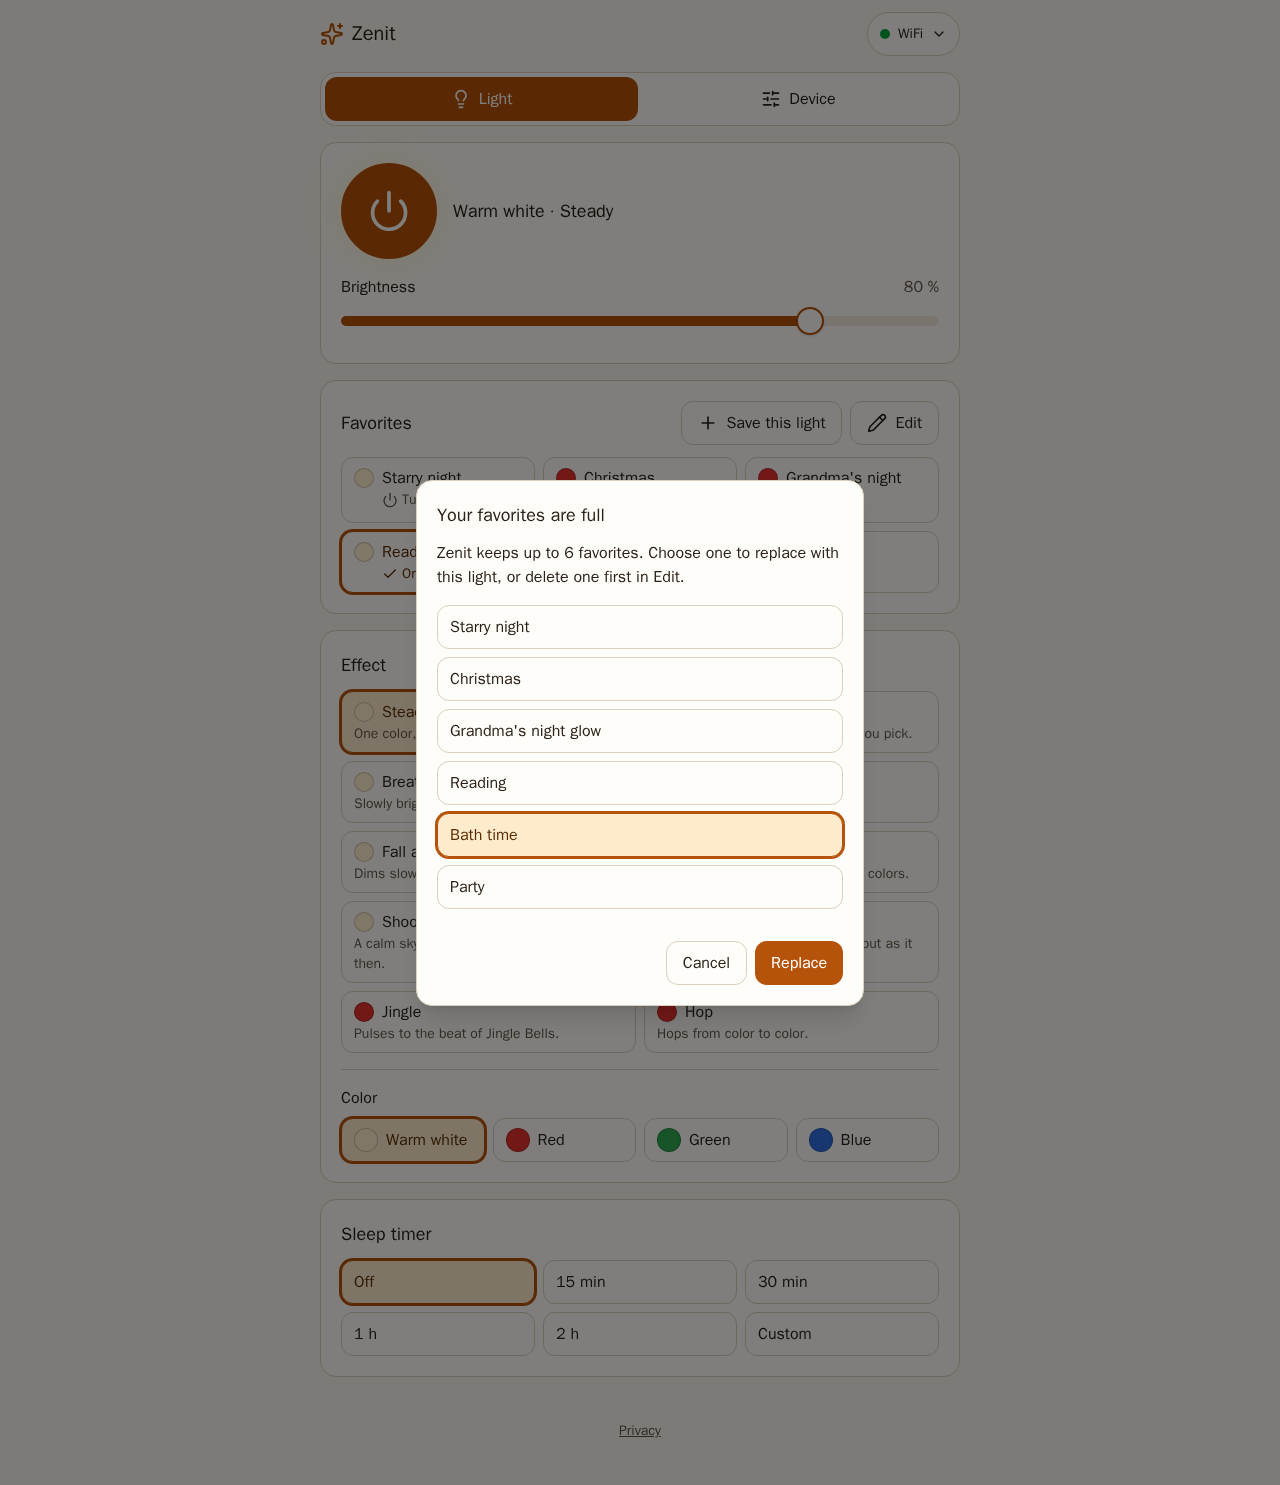 Zenit
WiFi
Light
Device
Warm white · Steady
Brightness
80 %
Favorites
Save this light
Edit
Starry night
Christmas
Grandma's night
Your favorites are full
Zenit keeps up to 6 favorites. Choose one to replace with
this light, or delete one first in Edit.
Starry night
Christmas
Grandma's night glow
Reading
Bath time
Party
Cancel
Replace
Effect
One color,
ou pick.
Slowly
Fall
Dims
colors.
A calm
out as it
then.
Jingle
Pulses to the beat of Jingle Bells.
Hop
Hops from color to color.
Color
Warm white
Red
Green
Blue
Sleep timer
Off
15 min
30 min
1 h
2 h
Custom
Privacy